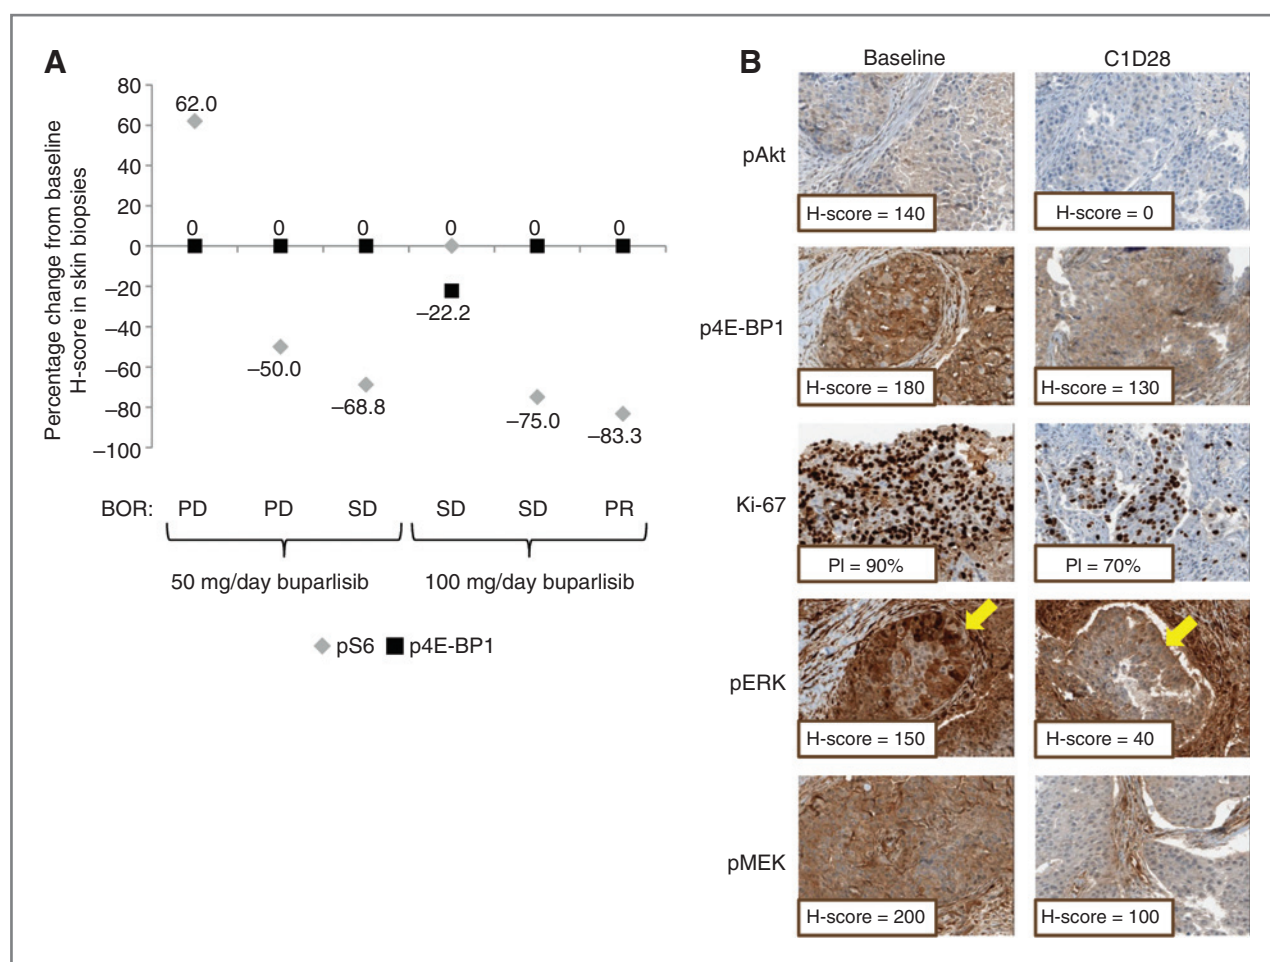 A
Percentage change from baseline
H-score in skin biopsies
80
60
40
20
0
–20
–40
–60
–80
–100
62.0
0 0 0 0 0 0
–50.0
–68.8
–22.2
–75.0
–83.3
BOR: PD PD SD SD SD PR
50 mg/day buparlisib 100 mg/day buparlisib
pS6 p4E-BP1
B
Baseline C1D28
pAkt
H-score = 140 H-score = 0
p4E-BP1
H-score = 180 H-score = 130
Ki-67
PI = 90% PI = 70%
pERK
H-score = 150 H-score = 40
pMEK
H-score = 200 H-score = 100